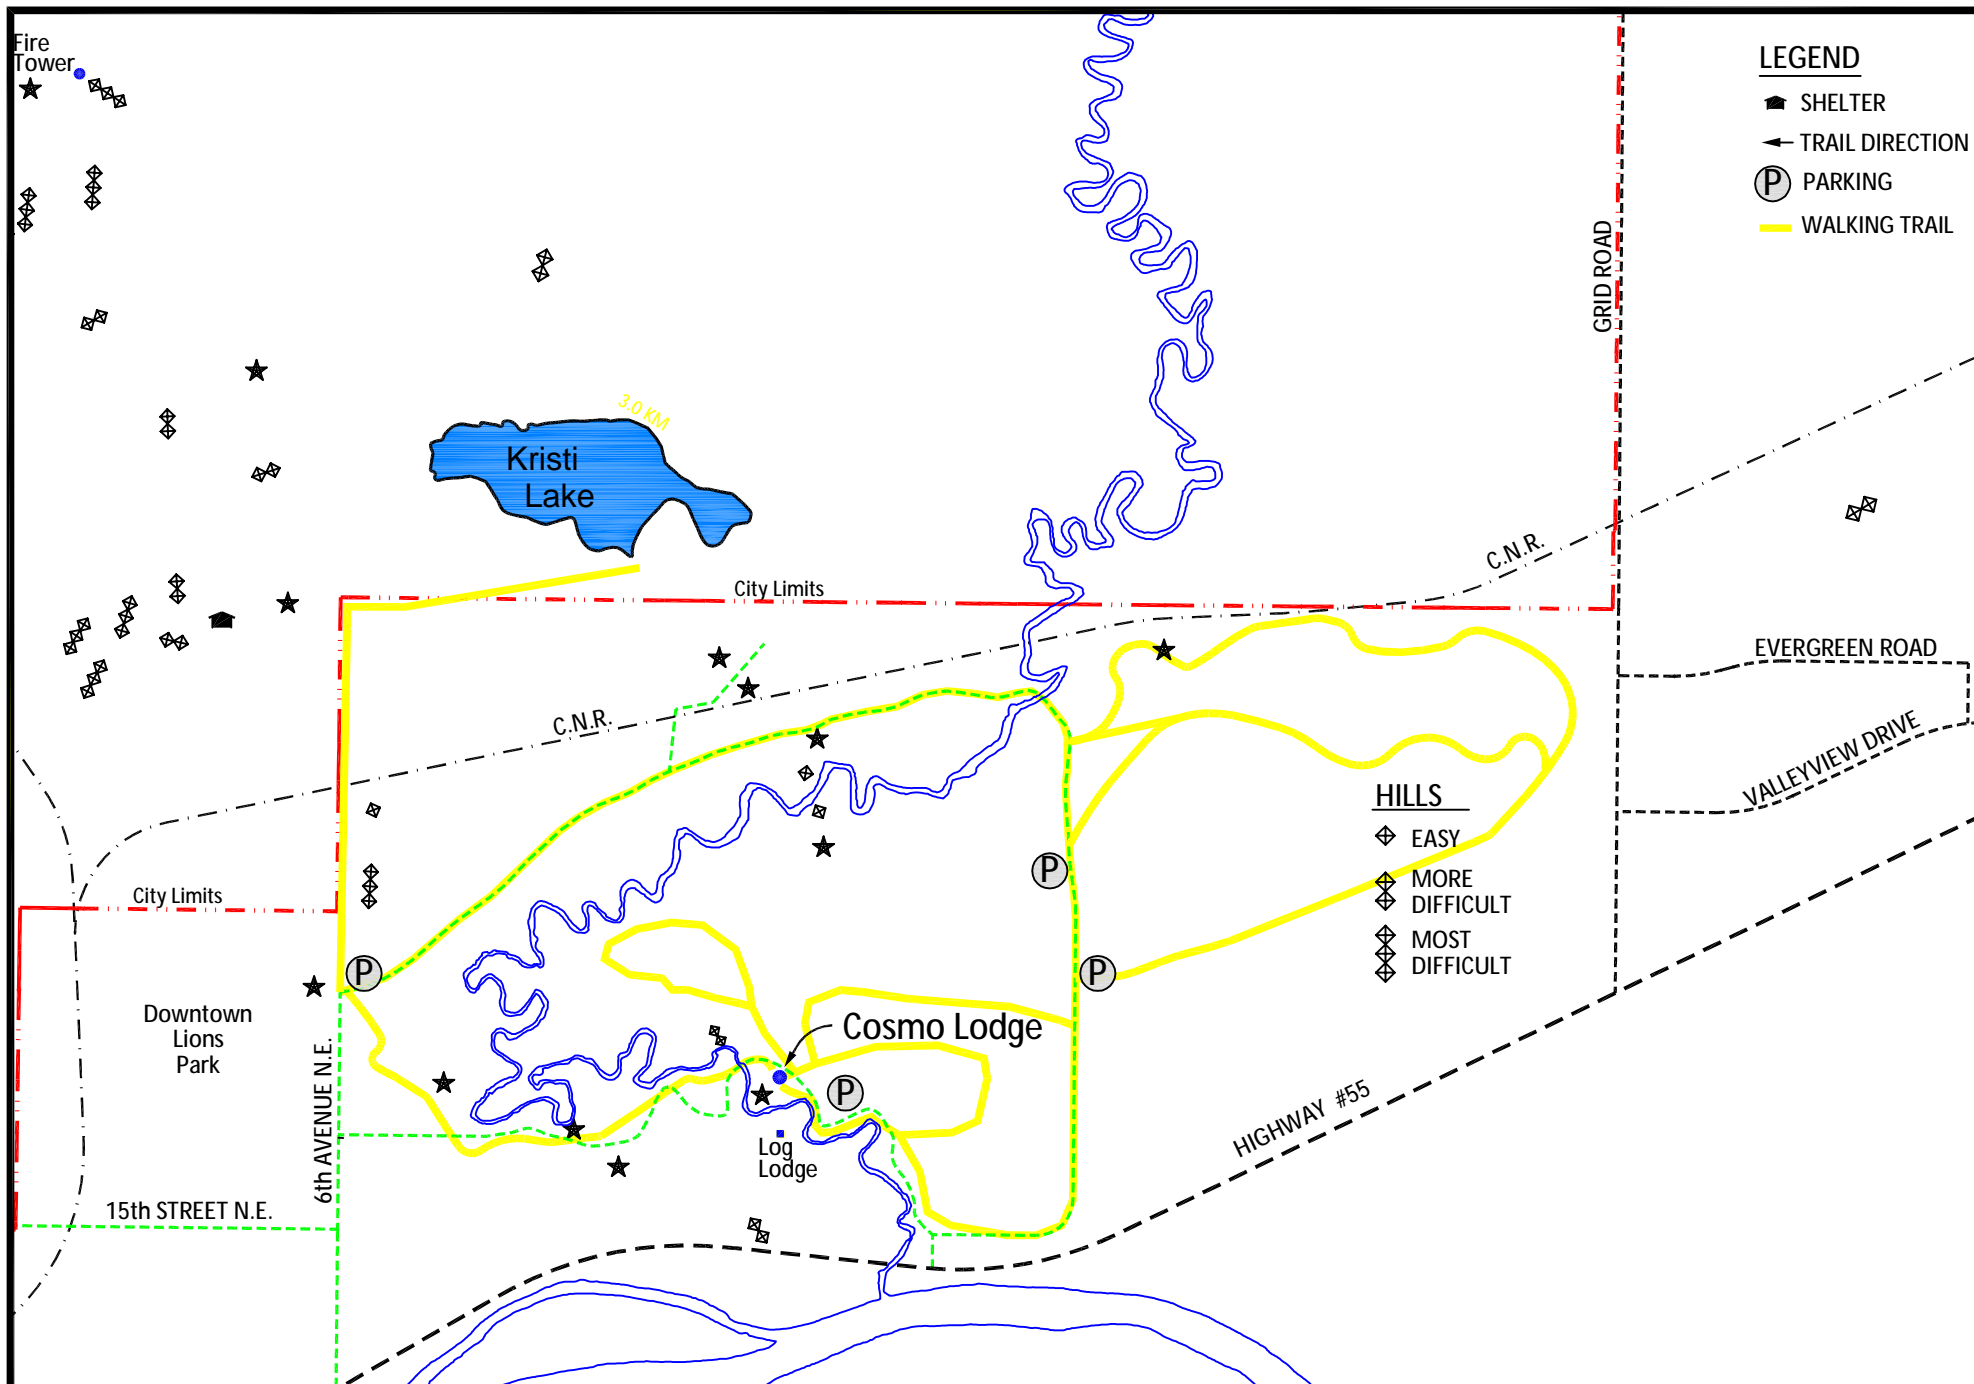 Fire
Tower
LEGEND
SHELTER
TRAIL DIRECTION
P PARKING
WALKING TRAIL
GRID ROAD
3.0 KM
Kristi
Lake
C.N.R.
City Limits
EVERGREEN ROAD
C.N.R.
VALLEYVIEW DRIVE
HILLS
EASY
MORE
DIFFICULT
MOST
DIFFICULT
City Limits
P
P
P
Downtown
Lions
Park
Cosmo Lodge
P
6th AVENUE N.E.
HIGHWAY #55
Log
Lodge
15th STREET N.E.